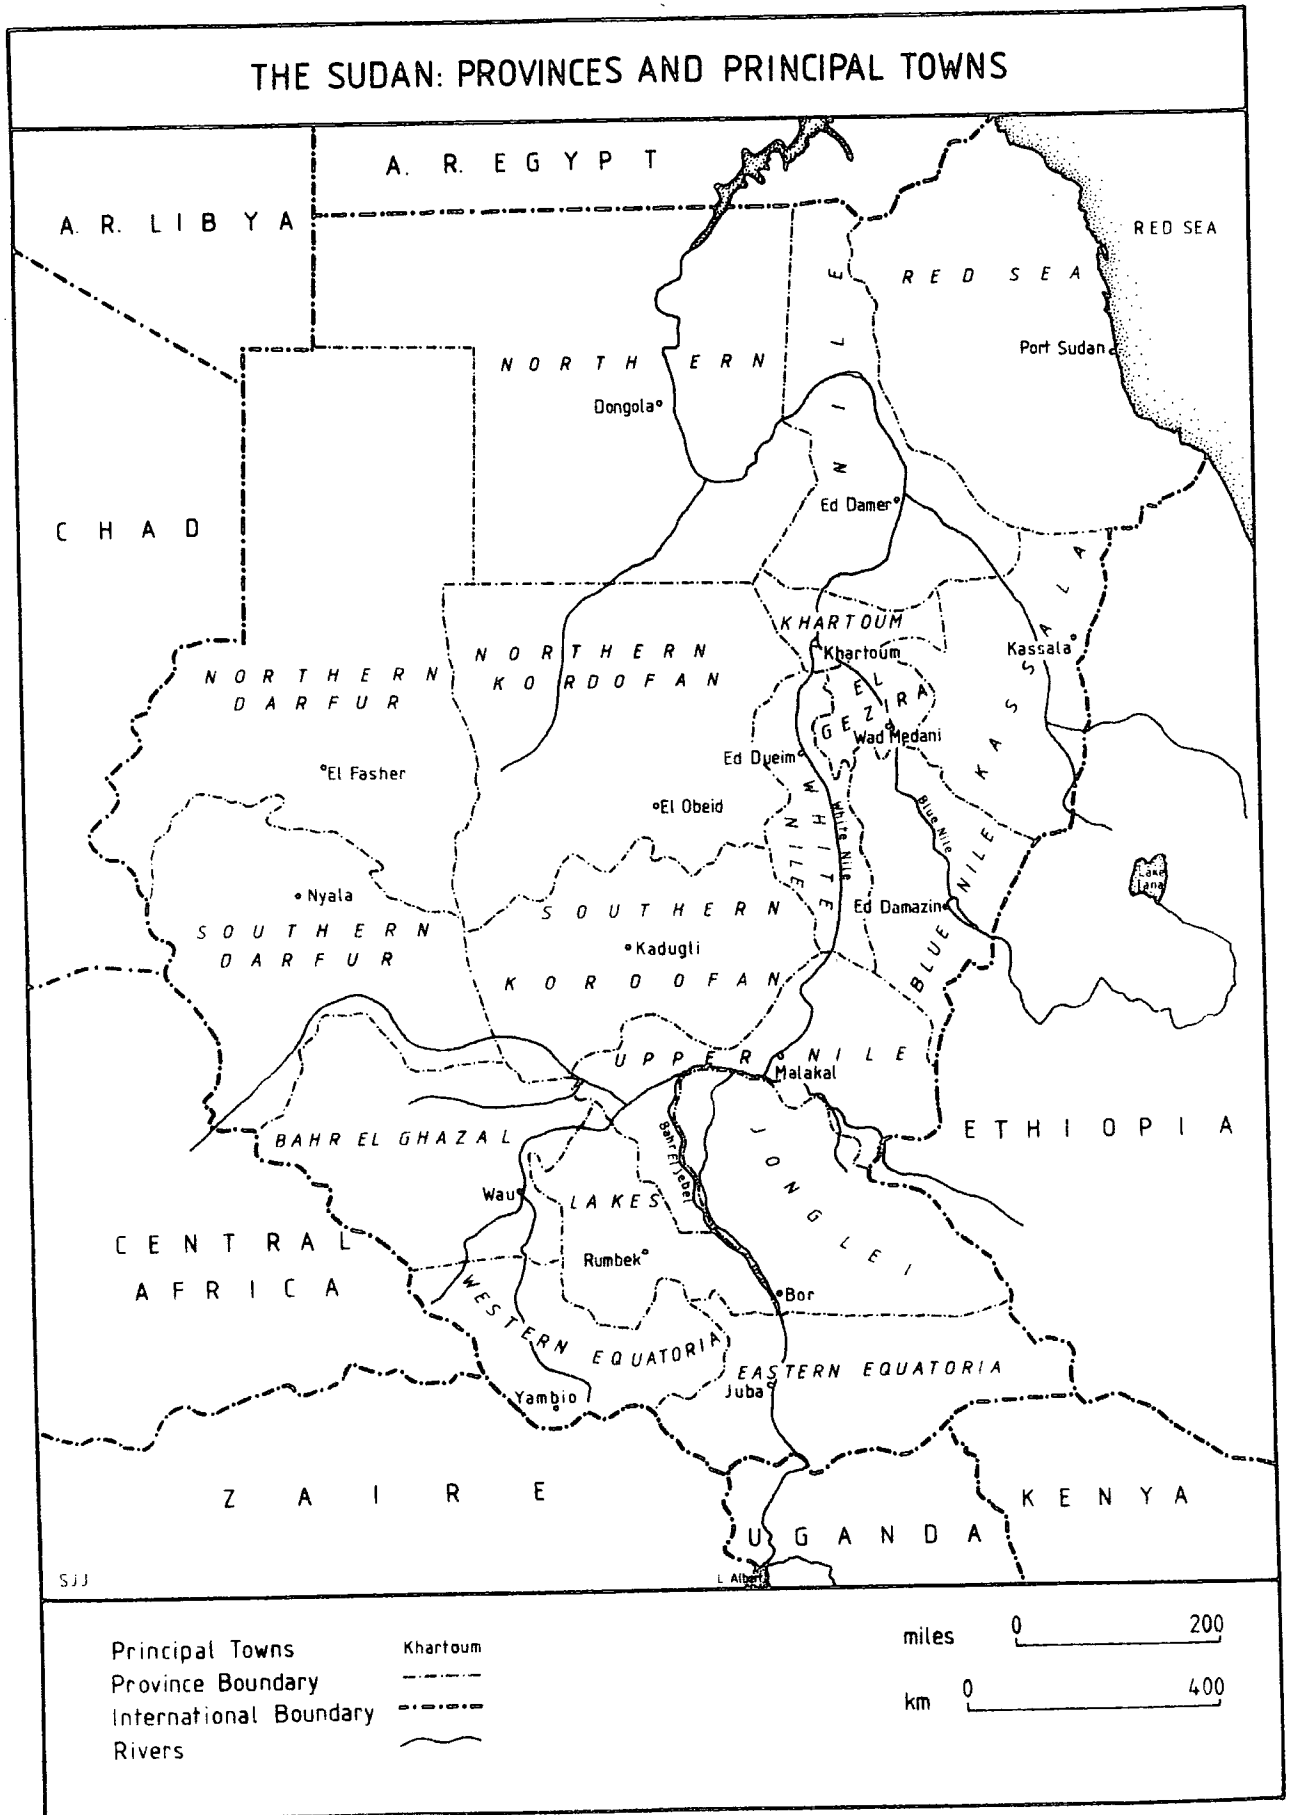 THE SUDAN: PROVINCES AND PRINCIPAL TOWNS
A. R. EGYPT
A. R. LIBYA
RED SEA
RED SEA
Port Sudan
NORTHERN
Dongola
NILE
Ed Damer
CHAD
KASSALA
Kassala
KHARTOUM
Khartoum
NORTHERN
KORDOFAN
NORTHERN
DARFUR
EL
GEZIRA
Wad Medani
Ed Dueim
El Fasher
El Obeid
WHITE
NILE
White Nile
Blue Nile
BLUE NILE
Lake
Tana
Nyala
SOUTHERN
DARFUR
SOUTHERN
Kadugli
KORDOFAN
Ed Damazin
UPPER NILE
Malakal
ETHIOPIA
BAHR EL GHAZAL
Bahr El Jebel
JONGLEI
Wau
LAKES
Rumbek
CENTRAL
AFRICA
Bor
WESTERN EQUATORIA
EASTERN EQUATORIA
Juba
Yambio
ZAIRE
UGANDA
KENYA
L. Albert
SJJ
Principal Towns Khartoum
Province Boundary
International Boundary
Rivers
miles 0 200
km 0 400